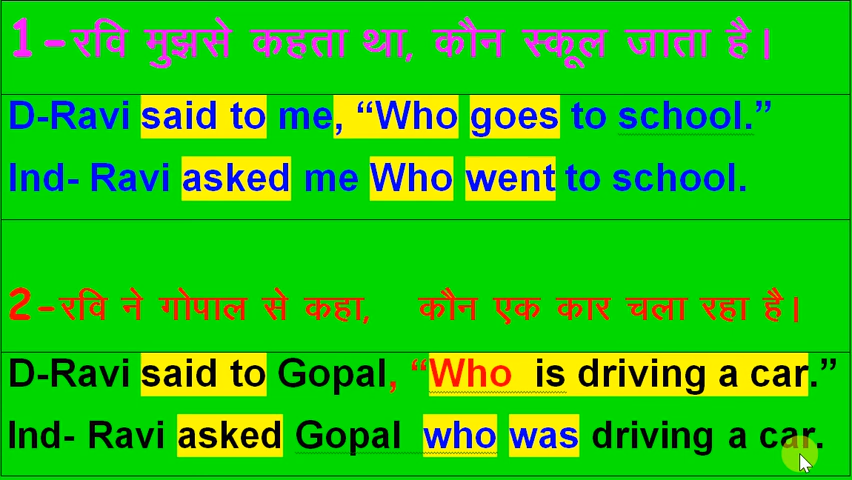 1-रवि मुझसे कहता था, कौन स्कूल जाता है।
D-Ravi said to me, “Who goes to school.”
Ind- Ravi asked me Who went to school.
2-रवि ने गोपाल से कहा, कौन एक कार चला रहा है।
D-Ravi said to Gopal, “Who is driving a car.”
Ind- Ravi asked Gopal who was driving a car.